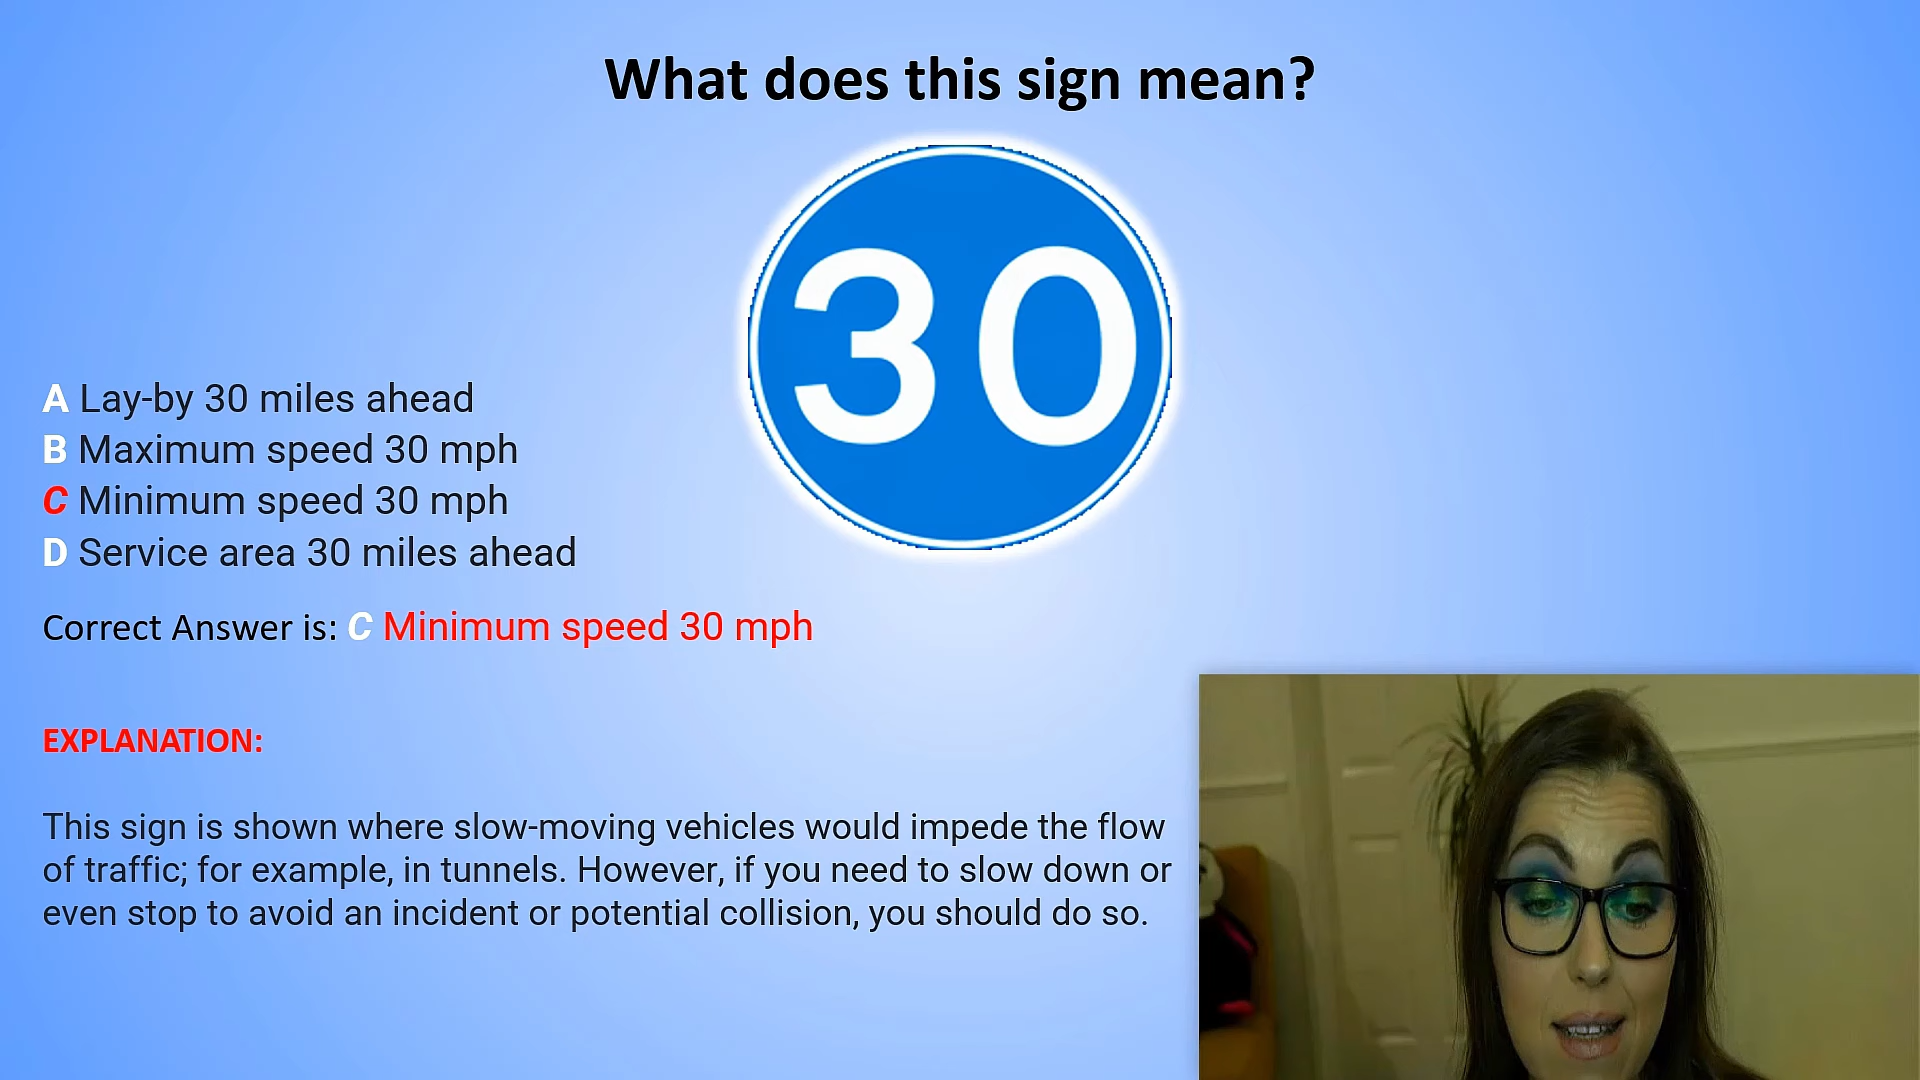 What does this sign mean?
30
A Lay-by 30 miles ahead
B Maximum speed 30 mph
C Minimum speed 30 mph
D Service area 30 miles ahead
Correct Answer is: C Minimum speed 30 mph
EXPLANATION:
This sign is shown where slow-moving vehicles would impede the flow
of traffic; for example, in tunnels. However, if you need to slow down or
even stop to avoid an incident or potential collision, you should do so.